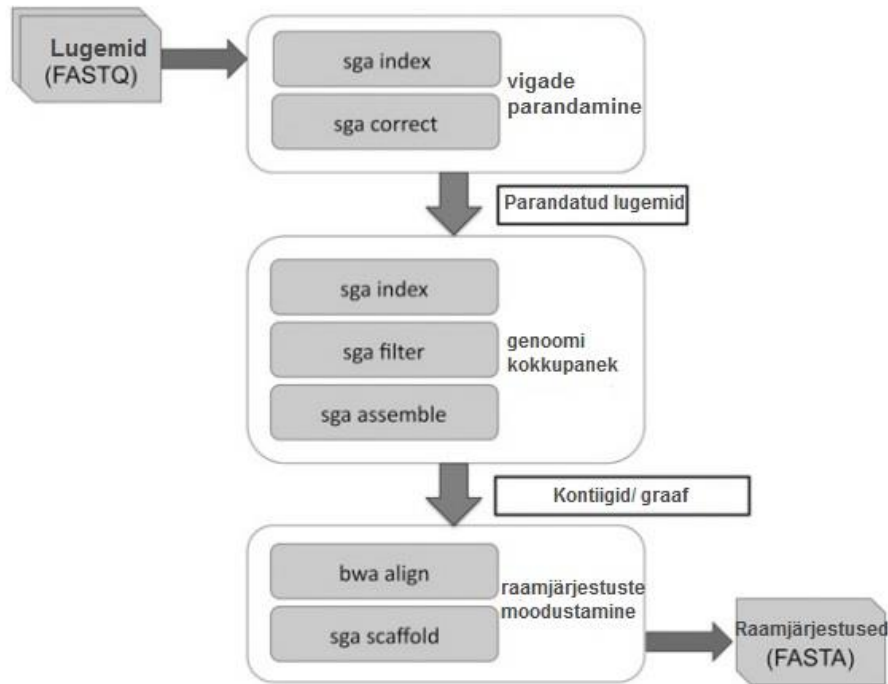 Lugemid
(FASTQ)
sga index
sga correct
vigade
parandamine
Parandatud lugemid
sga index
sga filter
sga assemble
genoomi
kokkupanek
Kontiigid/ graaf
bwa align
sga scaffold
raamjärjestuste
moodustamine
Raamjärjestused
(FASTA)